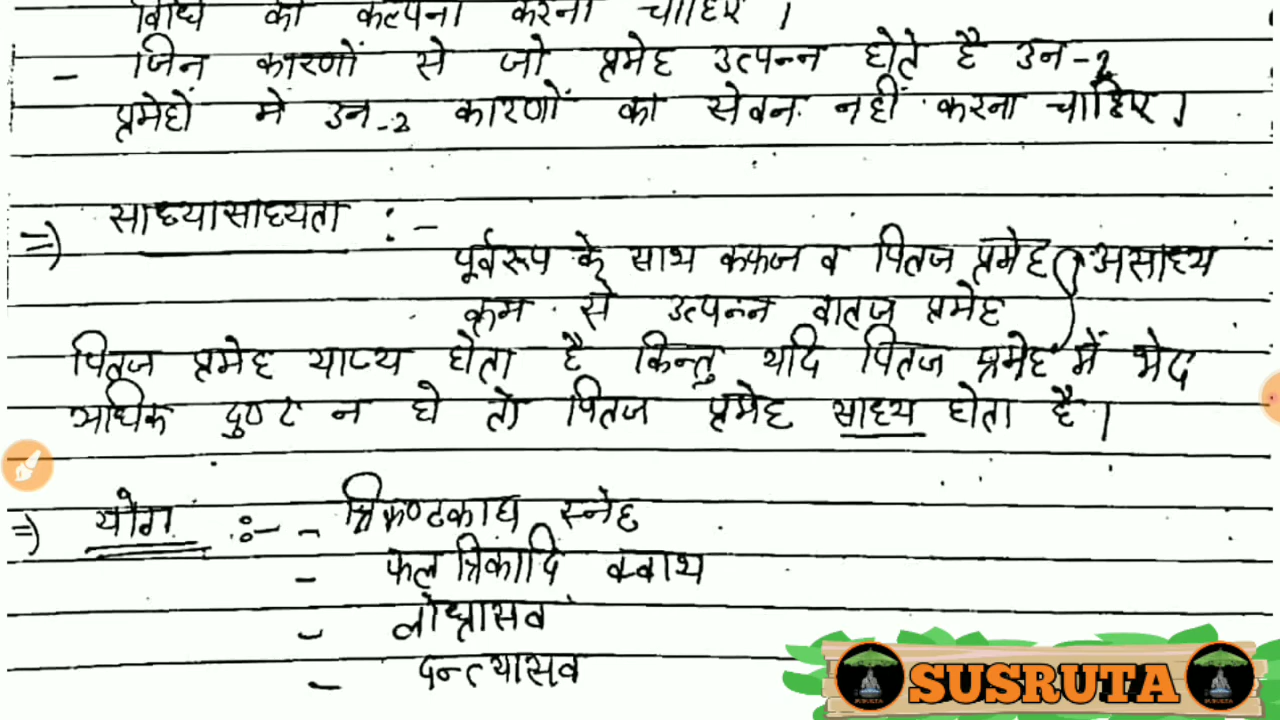 विधि की कल्पना करना चाहिए ।
- जिन कारणों से जो प्रमेह उत्पन्न होते है उन-2
प्रमेहों मे उन-2 कारणों का सेवन नहीं करना चाहिए ।
=> साध्यासाध्यता :-
पूर्वरूप के साथ कफज व पित्तज प्रमेह } असाध्य
क्रम से उत्पन्न वातज प्रमेह
पित्तज प्रमेह याप्य होता है किन्तु यदि पित्तज प्रमेह में मेद
अधिक दुष्ट न हो तो पित्तज प्रमेह साध्य होता है ।
=> योग :- - त्रिकण्टकाद्य स्नेह
- फल त्रिकादि क्वाथ
- लोध्रासव
- दन्त्यासव
SUSRUTA